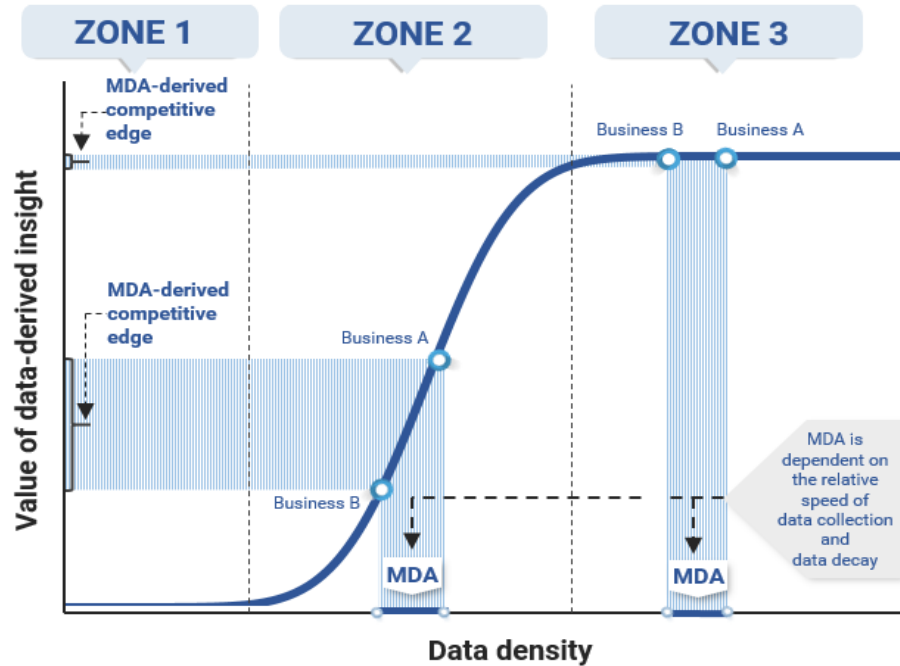 ZONE 1
ZONE 2
ZONE 3
MDA-derived
competitive
edge
Business B
Business A
MDA-derived
competitive
edge
Business A
Business B
MDA is
dependent on
the relative
speed of
data collection
and
data decay
MDA
MDA
Value of data-derived insight
Data density